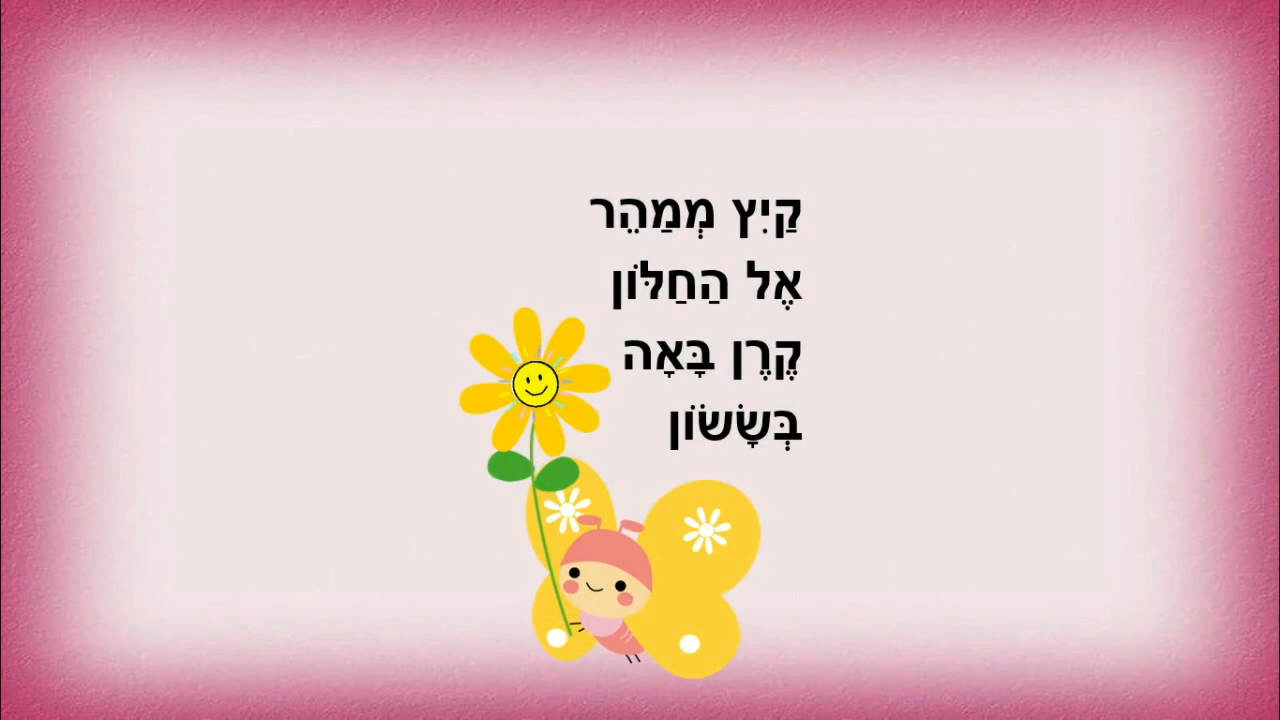 קַיִץ מְמַהֵר
אֶל הַחַלּוֹן
קֶרֶן בָּאָה
בְּשָׂשׂוֹן